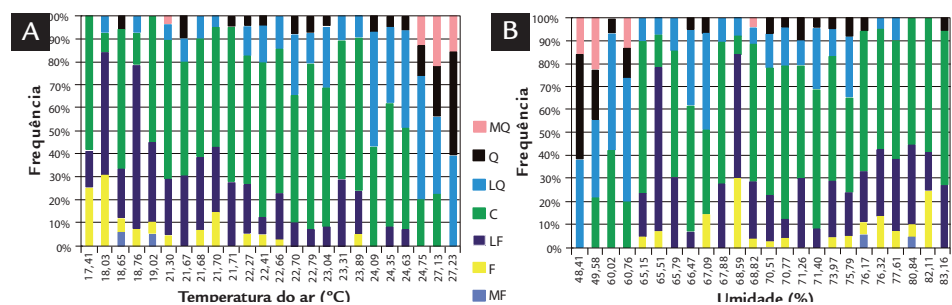 A
Frequência
100%
90%
80%
70%
60%
50%
40%
30%
20%
10%
0%
17,41 18,03 18,65 18,76 19,02 21,30 21,67 21,68 21,70 21,71 22,27 22,41 22,66 22,70 22,79 23,04 23,31 23,89 24,09 24,35 24,63 24,75 27,13 27,23
Temperatura do ar (ºC)
MQ
Q
LQ
C
LF
F
MF
B
Frequência
100%
90%
80%
70%
60%
50%
40%
30%
20%
10%
0%
48,41 49,58 60,02 60,76 65,15 65,51 65,79 66,47 67,09 67,88 68,59 68,82 70,51 70,77 71,26 71,40 73,97 75,79 76,17 76,32 77,61 80,84 82,11 83,16
Umidade (%)